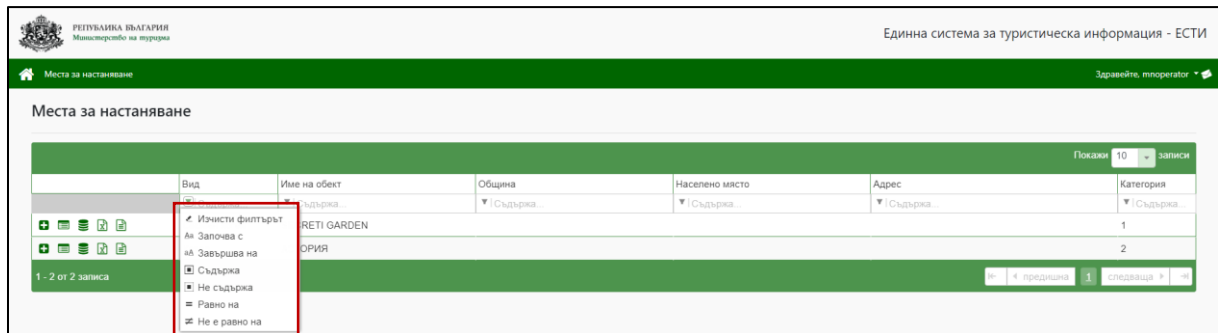 РЕПУБЛИКА БЪЛГАРИЯ
Министерство на туризма
Единна система за туристическа информация - ЕСТИ
Места за настаняване
Здравейте, mnoperator
Места за настаняване
Покажи 10 записи
Вид Име на обект Община Населено място Адрес Категория
Съдържа... Съдържа... Съдържа... Съдържа... Съдържа...
RETI GARDEN 1
ОРИЯ 2
1 - 2 от 2 записа
предишна 1 следваща
Изчисти филтърът
Aa Започва с
aA Завършва на
Съдържа
Не съдържа
= Равно на
≠ Не е равно на